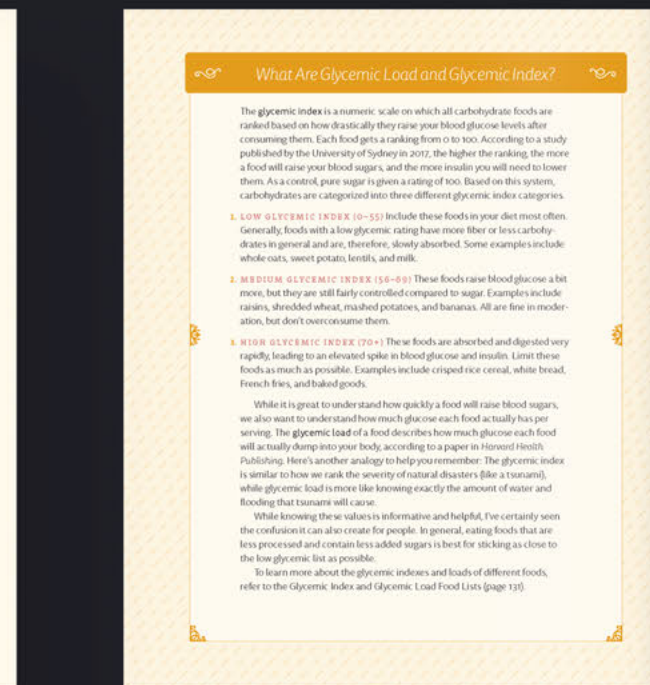 What Are Glycemic Load and Glycemic Index?
The glycemic index is a numeric scale on which all carbohydrate foods are
ranked based on how drastically they raise your blood glucose levels after
consuming them. Each food gets a ranking from 0 to 100. According to a study
published by the University of Sydney in 2017, the higher the ranking, the more
a food will raise your blood sugars, and the more insulin you will need to lower
them. As a control, pure sugar is given a rating of 100. Based on this system,
carbohydrates are categorized into three different glycemic index categories.
1. LOW GLYCEMIC INDEX (0–55) Include these foods in your diet most often.
Generally, foods with a low glycemic rating have more fiber or less carbohy-
drates in general and are, therefore, slowly absorbed. Some examples include
whole oats, sweet potato, lentils, and milk.
2. MEDIUM GLYCEMIC INDEX (56–69) These foods raise blood glucose a bit
more, but they are still fairly controlled compared to sugar. Examples include
raisins, shredded wheat, mashed potatoes, and bananas. All are fine in moder-
ation, but don't overconsume them.
3. HIGH GLYCEMIC INDEX (70+) These foods are absorbed and digested very
rapidly, leading to an elevated spike in blood glucose and insulin. Limit these
foods as much as possible. Examples include crisped rice cereal, white bread,
French fries, and baked goods.
While it is great to understand how quickly a food will raise blood sugars,
we also want to understand how much glucose each food actually has per
serving. The glycemic load of a food describes how much glucose each food
will actually dump into your body, according to a paper in Harvard Health
Publishing. Here's another analogy to help you remember: The glycemic index
is similar to how we rank the severity of natural disasters (like a tsunami),
while glycemic load is more like knowing exactly the amount of water and
flooding that tsunami will cause.
While knowing these values is informative and helpful, I've certainly seen
the confusion it can also create for people. In general, eating foods that are
less processed and contain less added sugars is best for sticking as close to
the low glycemic list as possible.
To learn more about the glycemic indexes and loads of different foods,
refer to the Glycemic Index and Glycemic Load Food Lists (page 131).